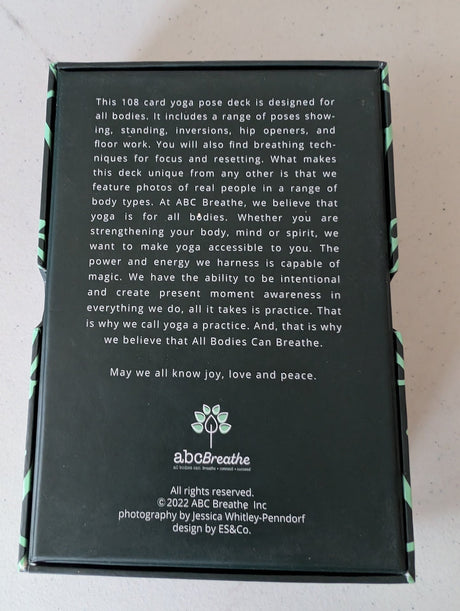 This 108 card yoga pose deck is designed for
all bodies. It includes a range of poses show-
ing, standing, inversions, hip openers, and
floor work. You will also find breathing tech-
niques for focus and resetting. What makes
this deck unique from any other is that we
feature photos of real people in a range of
body types. At ABC Breathe, we believe that
yoga is for all bodies. Whether you are
strengthening your body, mind or spirit, we
want to make yoga accessible to you. The
power and energy we harness is capable of
magic. We have the ability to be intentional
and create present moment awareness in
everything we do, all it takes is practice. That
is why we call yoga a practice. And, that is why
we believe that All Bodies Can Breathe.
May we all know joy, love and peace.
abcBreathe
all bodies can breathe • connect • succeed
All rights reserved.
©2022 ABC Breathe Inc
photography by Jessica Whitley-Penndorf
design by ES&Co.